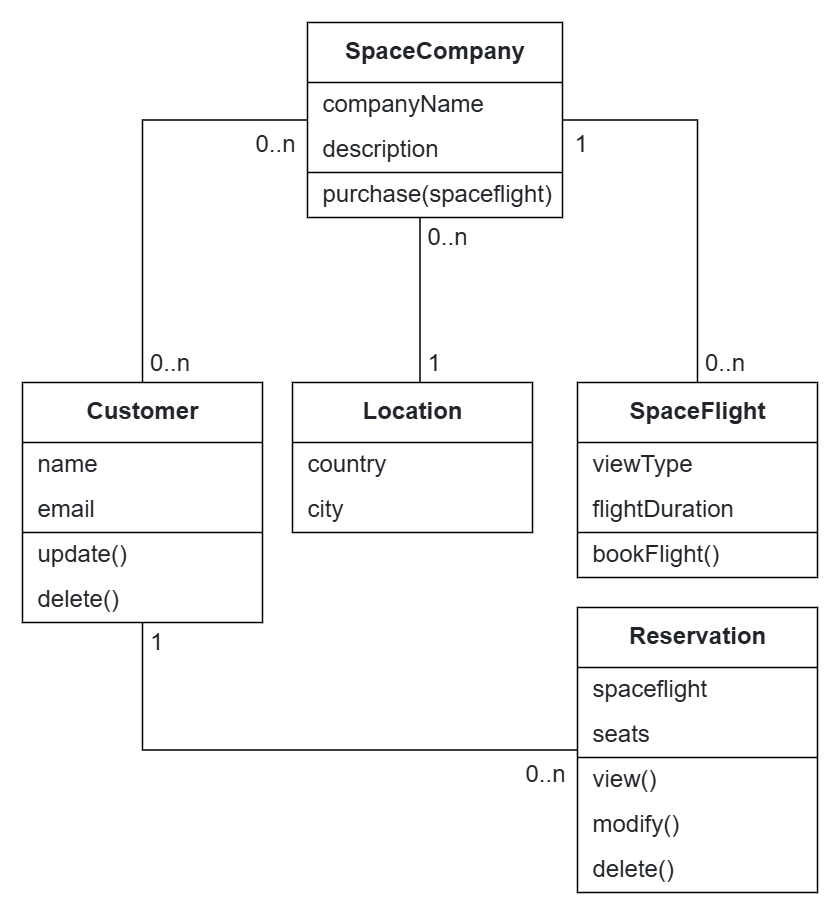 SpaceCompany
companyName
description
purchase(spaceflight)
0..n
1
0..n
0..n
1
0..n
Customer
name
email
update()
delete()
Location
country
city
SpaceFlight
viewType
flightDuration
bookFlight()
1
0..n
Reservation
spaceflight
seats
view()
modify()
delete()